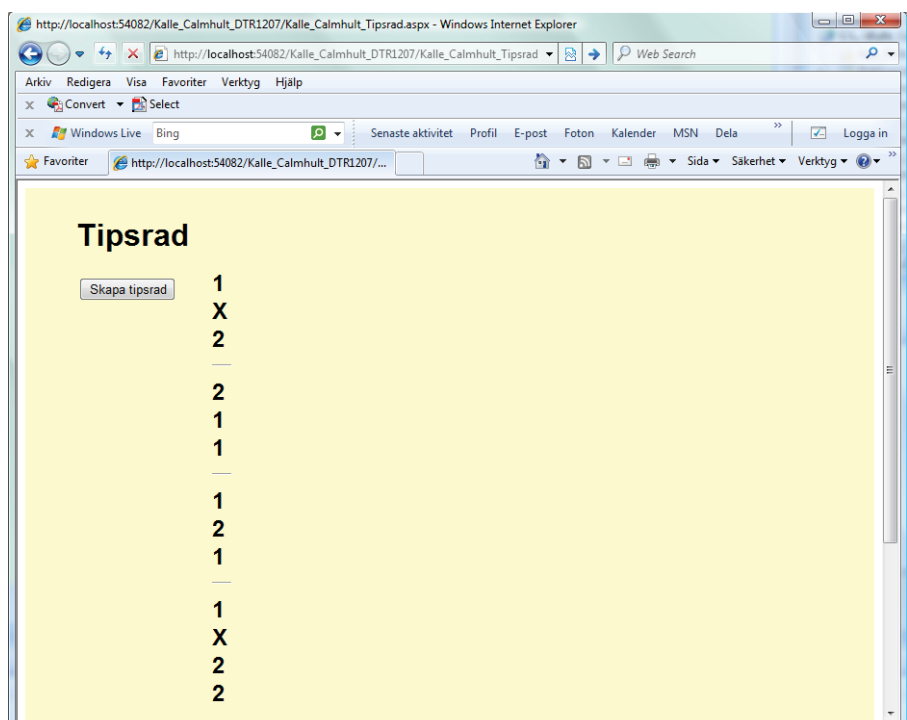 http://localhost:54082/Kalle_Calmhult_DTR1207/Kalle_Calmhult_Tipsrad.aspx - Windows Internet Explorer
http://localhost:54082/Kalle_Calmhult_DTR1207/Kalle_Calmhult_Tipsrad Web Search
Arkiv Redigera Visa Favoriter Verktyg Hjälp
x Convert Select
x Windows Live Bing Senaste aktivitet Profil E-post Foton Kalender MSN Dela » Logga in
Favoriter http://localhost:54082/Kalle_Calmhult_DTR1207/... Sida Säkerhet Verktyg »
Tipsrad
Skapa tipsrad
1
X
2
2
1
1
1
2
1
1
X
2
2